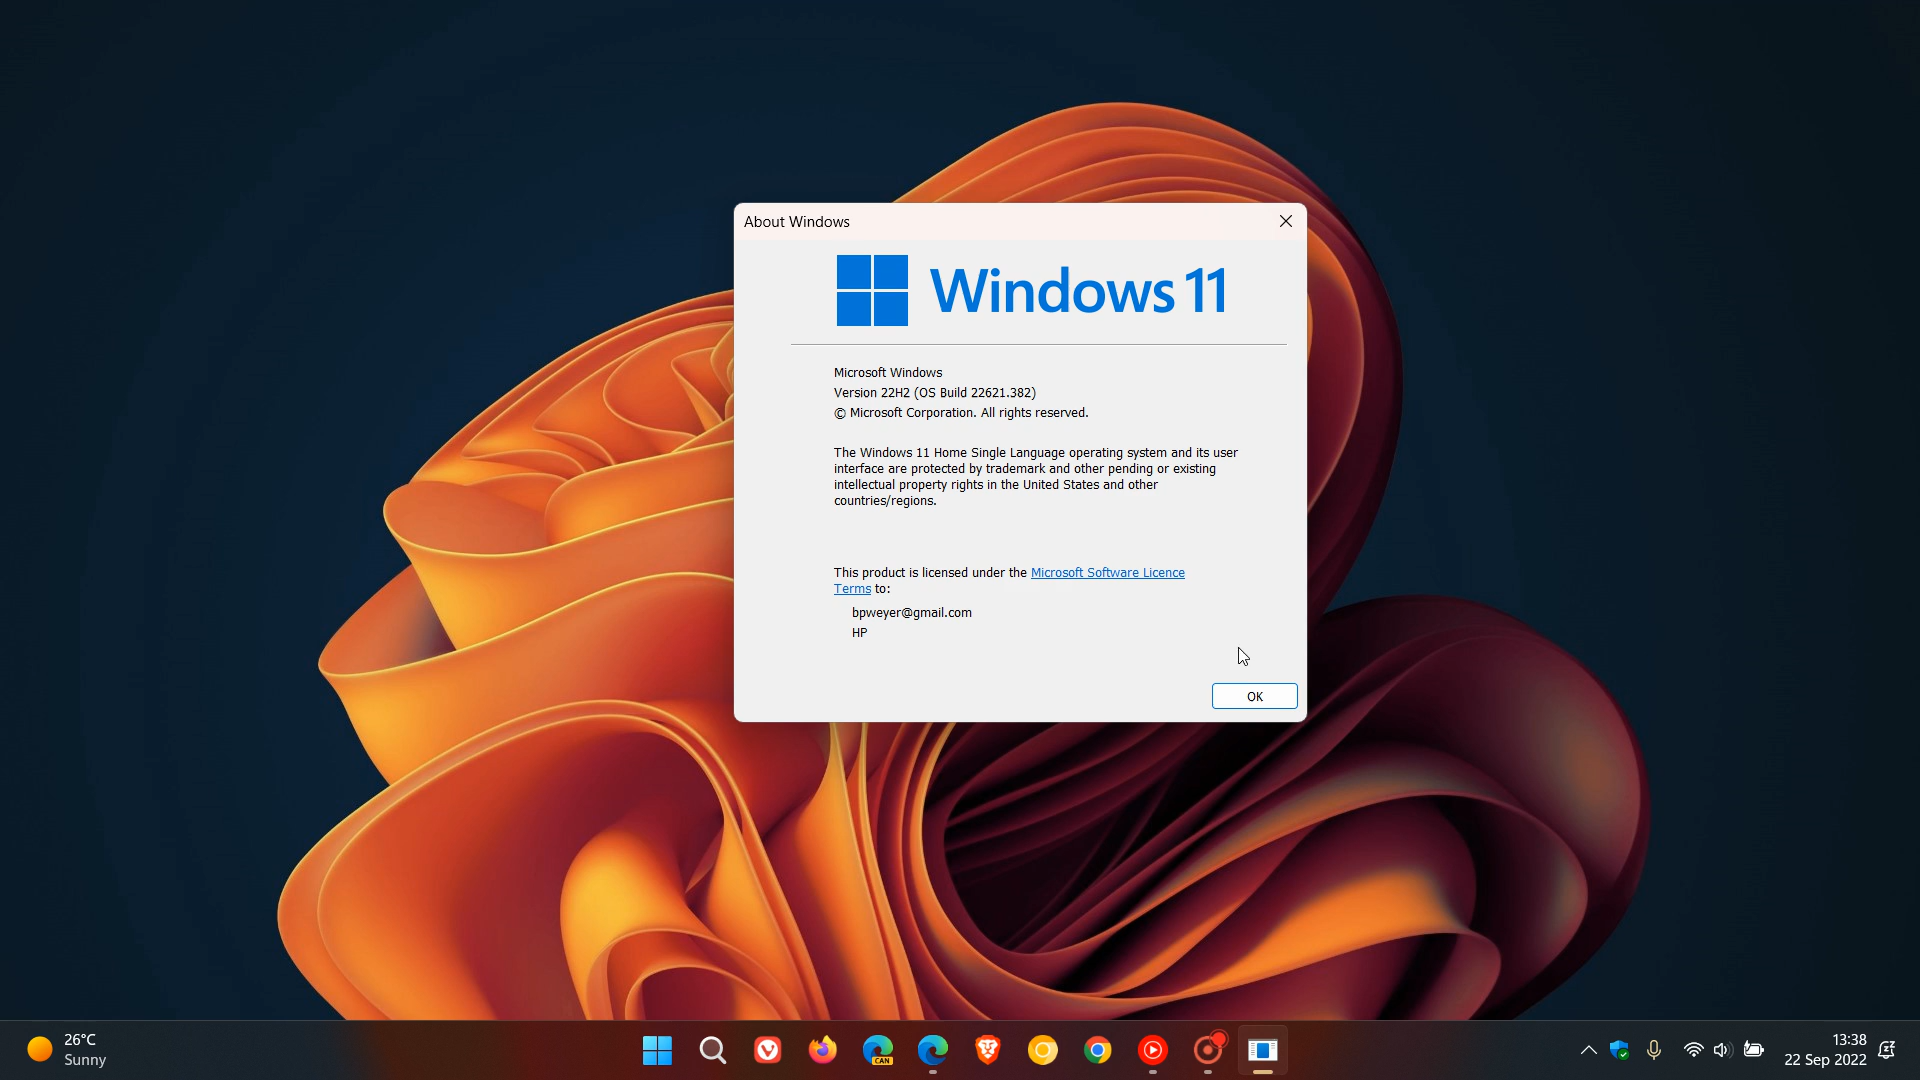 About Windows
Windows 11
Microsoft Windows
Version 22H2 (OS Build 22621.382)
© Microsoft Corporation. All rights reserved.
The Windows 11 Home Single Language operating system and its user
interface are protected by trademark and other pending or existing
intellectual property rights in the United States and other
countries/regions.
This product is licensed under the Microsoft Software Licence
Terms to:
bpweyer@gmail.com
HP
OK
26°C
Sunny
CAN
13:38
22 Sep 2022